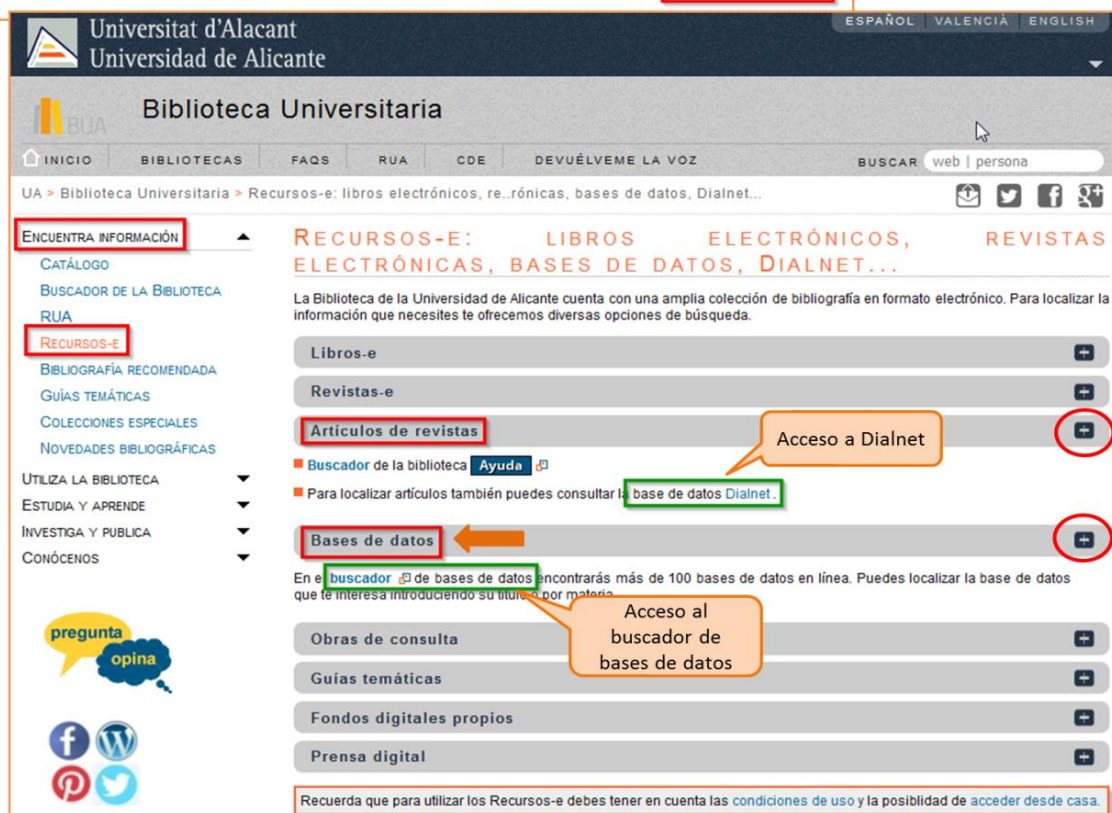 Universitat d'Alacant
Universidad de Alicante
ESPAÑOL VALENCIÀ ENGLISH
BUA
Biblioteca Universitaria
INICIO BIBLIOTECAS FAQS RUA CDE DEVUÉLVEME LA VOZ BUSCAR web | persona
UA > Biblioteca Universitaria > Recursos-e: libros electrónicos, re..rónicas, bases de datos, Dialnet...
ENCUENTRA INFORMACIÓN
CATÁLOGO
BUSCADOR DE LA BIBLIOTECA
RUA
RECURSOS-E
BIBLIOGRAFÍA RECOMENDADA
GUÍAS TEMÁTICAS
COLECCIONES ESPECIALES
NOVEDADES BIBLIOGRÁFICAS
UTILIZA LA BIBLIOTECA
ESTUDIA Y APRENDE
INVESTIGA Y PUBLICA
CONÓCENOS
pregunta
opina
RECURSOS-E: LIBROS ELECTRÓNICOS, REVISTAS
ELECTRÓNICAS, BASES DE DATOS, DIALNET...
La Biblioteca de la Universidad de Alicante cuenta con una amplia colección de bibliografía en formato electrónico. Para localizar la
información que necesites te ofrecemos diversas opciones de búsqueda.
Libros-e
Revistas-e
Artículos de revistas
Acceso a Dialnet
Buscador de la biblioteca Ayuda
Para localizar artículos también puedes consultar la base de datos Dialnet.
Bases de datos
En el buscador de bases de datos encontrarás más de 100 bases de datos en línea. Puedes localizar la base de datos
que te interesa introduciendo su título o por materia
Acceso al
buscador de
bases de datos
Obras de consulta
Guías temáticas
Fondos digitales propios
Prensa digital
Recuerda que para utilizar los Recursos-e debes tener en cuenta las condiciones de uso y la posiblidad de acceder desde casa.